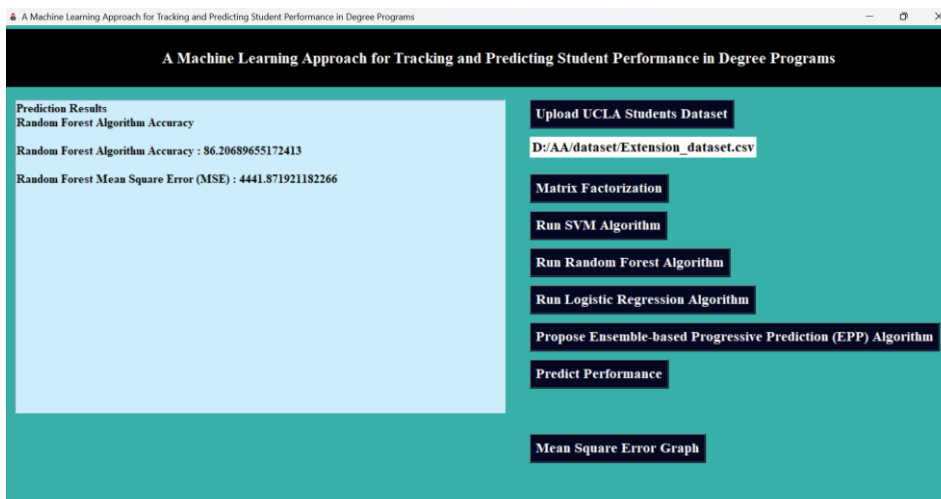 A Machine Learning Approach for Tracking and Predicting Student Performance in Degree Programs
A Machine Learning Approach for Tracking and Predicting Student Performance in Degree Programs
Prediction Results
Random Forest Algorithm Accuracy
Random Forest Algorithm Accuracy : 86.20689655172413
Random Forest Mean Square Error (MSE) : 4441.871921182266
Upload UCLA Students Dataset
D:/AA/dataset/Extension_dataset.csv
Matrix Factorization
Run SVM Algorithm
Run Random Forest Algorithm
Run Logistic Regression Algorithm
Propose Ensemble-based Progressive Prediction (EPP) Algorithm
Predict Performance
Mean Square Error Graph